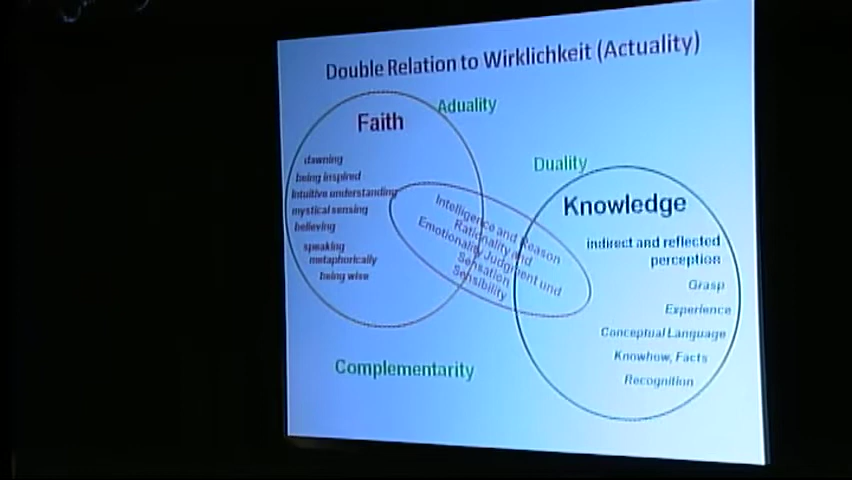 Double Relation to Wirklichkeit (Actuality)
Aduality
Faith
dawning
being inspired
intuitive understanding
mystical sensing
believing
speaking
metaphorically
being wise
Duality
Knowledge
indirect and reflected
perception
Grasp
Experience
Conceptual Language
Knowhow, Facts
Recognition
Intelligence and Reason
Rationality and
Emotionality Judgment und
Sensation
Sensibility
Complementarity